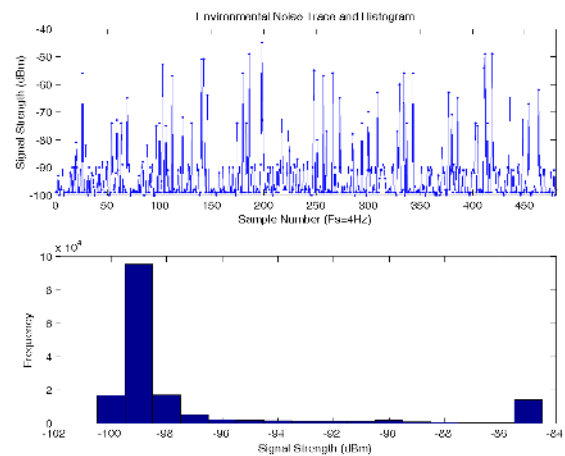 Environmental Noise Trace and Histogram
-40
-50
-60
-70
-80
-90
-100
Signal Strength (dBm)
0 50 100 150 200 250 300 350 400 450
Sample Number (Fs=4Hz)
x 10^4
10
8
6
4
2
0
Frequency
-102 -100 -98 -96 -94 -92 -90 -88 -86 -84
Signal Strength (dBm)